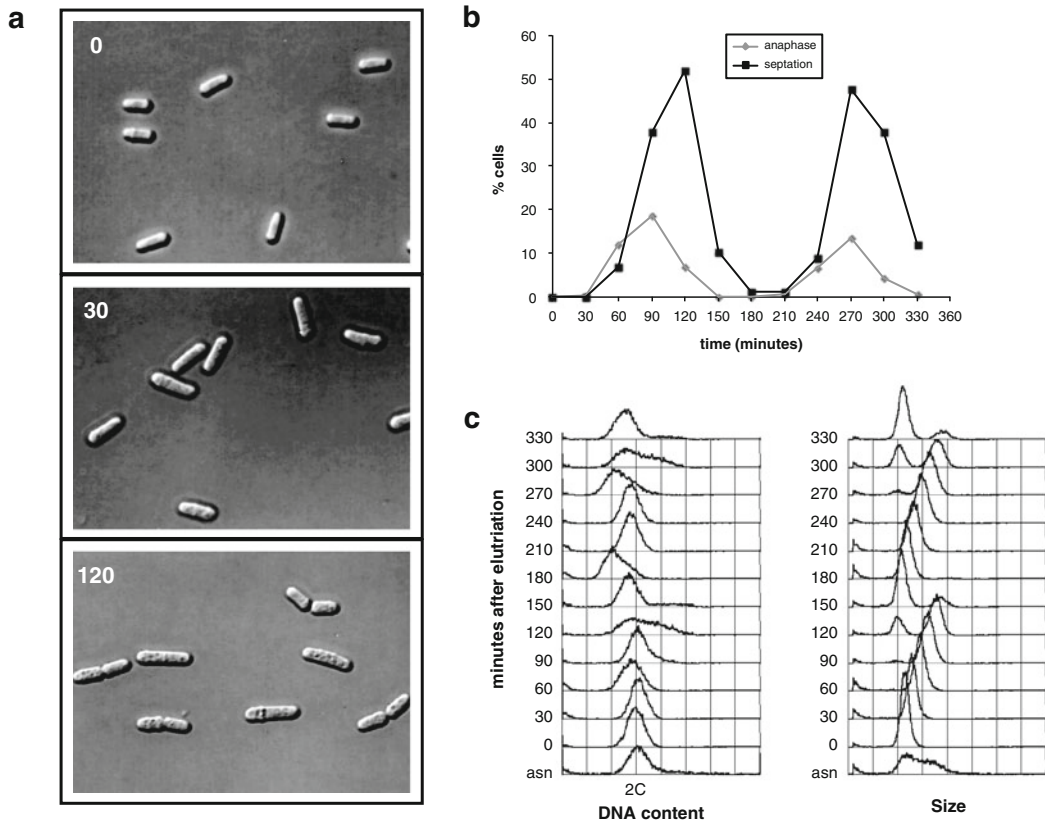 a
0
30
120
b
60
50
40
30
20
10
0
% cells
anaphase
septation
0 30 60 90 120 150 180 210 240 270 300 330 360
time (minutes)
c
minutes after elutriation
330
300
270
240
210
180
150
120
90
60
30
0
asn
2C
DNA content
330
300
270
240
210
180
150
120
90
60
30
0
asn
Size